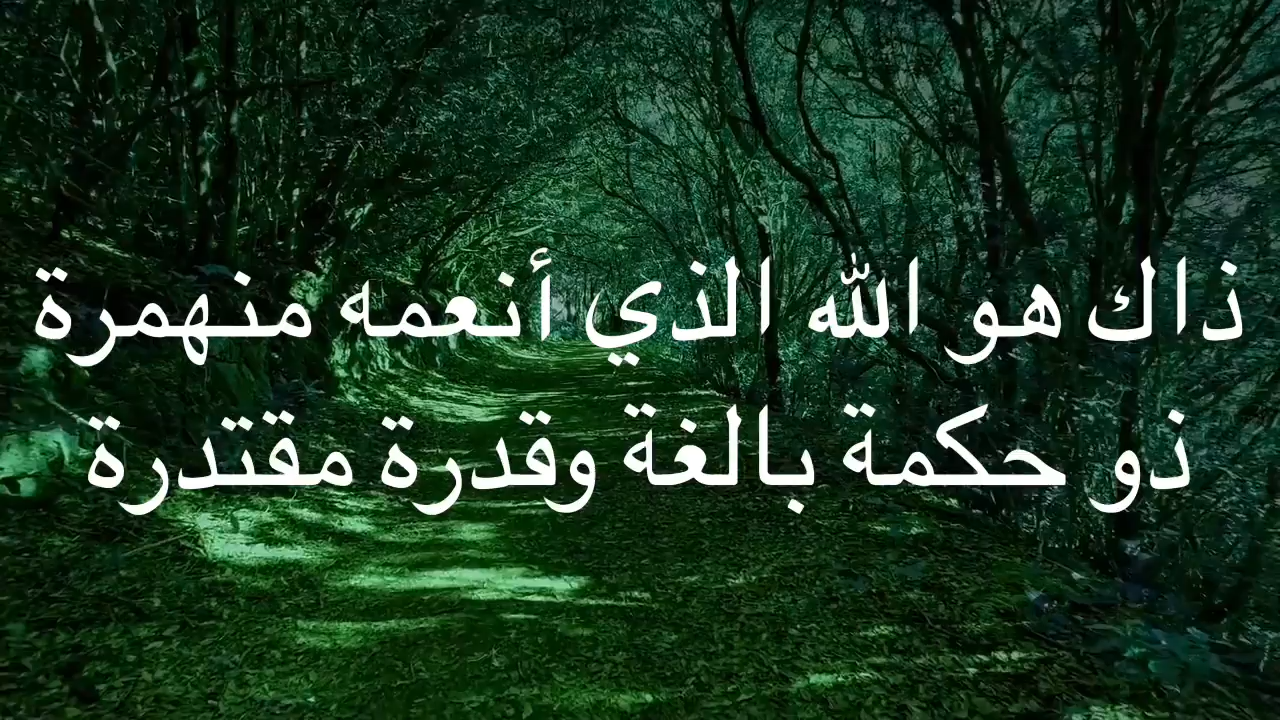 ذاك هو الله الذي أنعمه منهمرة
ذو حكمة بالغة وقدرة مقتدرة